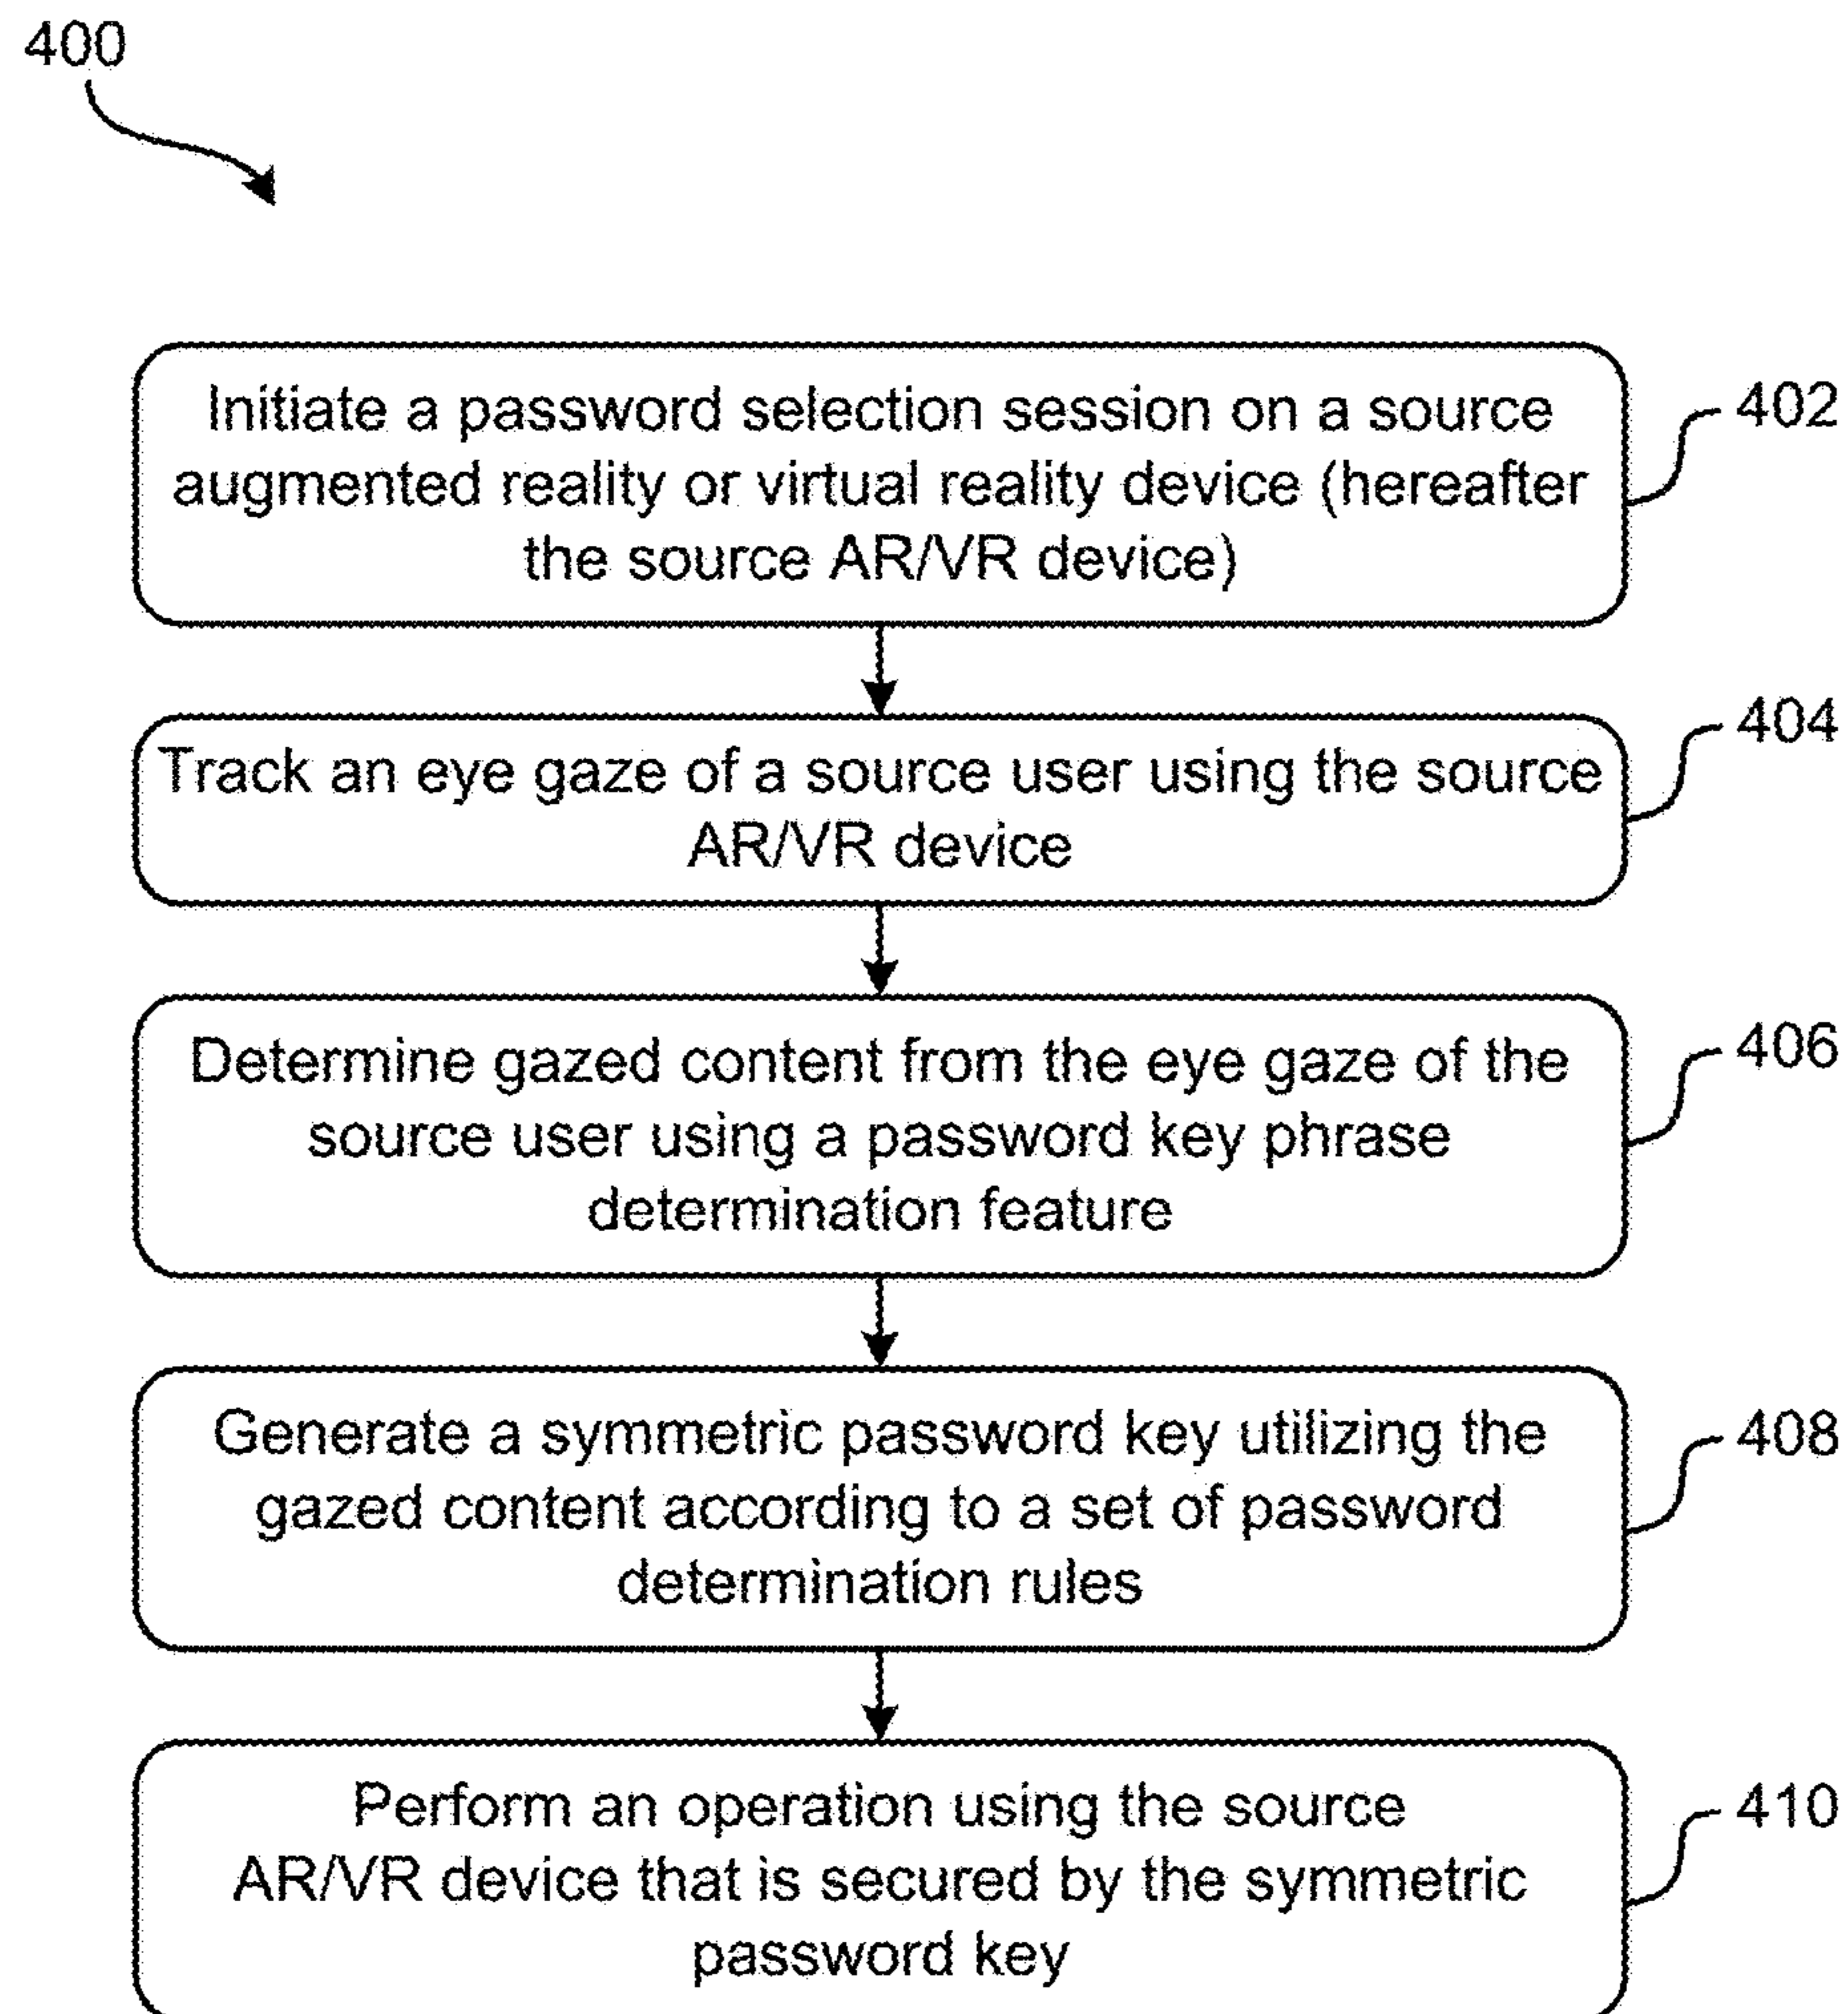 400
Initiate a password selection session on a source
augmented reality or virtual reality device (hereafter
the source AR/VR device)
402
Track an eye gaze of a source user using the source
AR/VR device
404
Determine gazed content from the eye gaze of the
source user using a password key phrase
determination feature
406
Generate a symmetric password key utilizing the
gazed content according to a set of password
determination rules
408
Perform an operation using the source
AR/VR device that is secured by the symmetric
password key
410